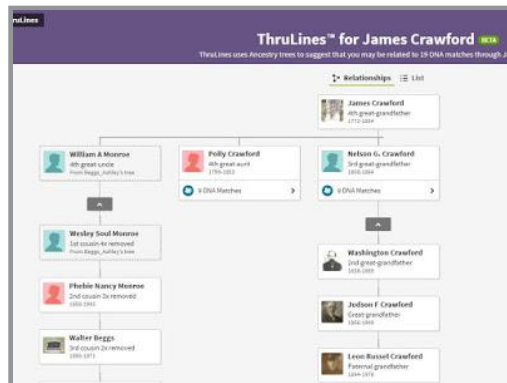 ruLines
ThruLines™ for James Crawford BETA
ThruLines uses Ancestry trees to suggest that you may be related to 19 DNA matches through J
Relationships
List
James Crawford
4th great-grandfather
William A Monroe
4th great-uncle
From Beggs_Ashley's tree
Polly Crawford
4th great-aunt
9 DNA Matches
Nelson G. Crawford
3rd great-grandfather
9 DNA Matches
Wesley Soul Monroe
1st cousin 4x removed
From Beggs_Ashley's tree
Washington Crawford
2nd great-grandfather
Phebie Nancy Monroe
2nd cousin 3x removed
Judson F Crawford
Great-grandfather
Walter Beggs
3rd cousin 2x removed
Leon Russel Crawford
Paternal grandfather